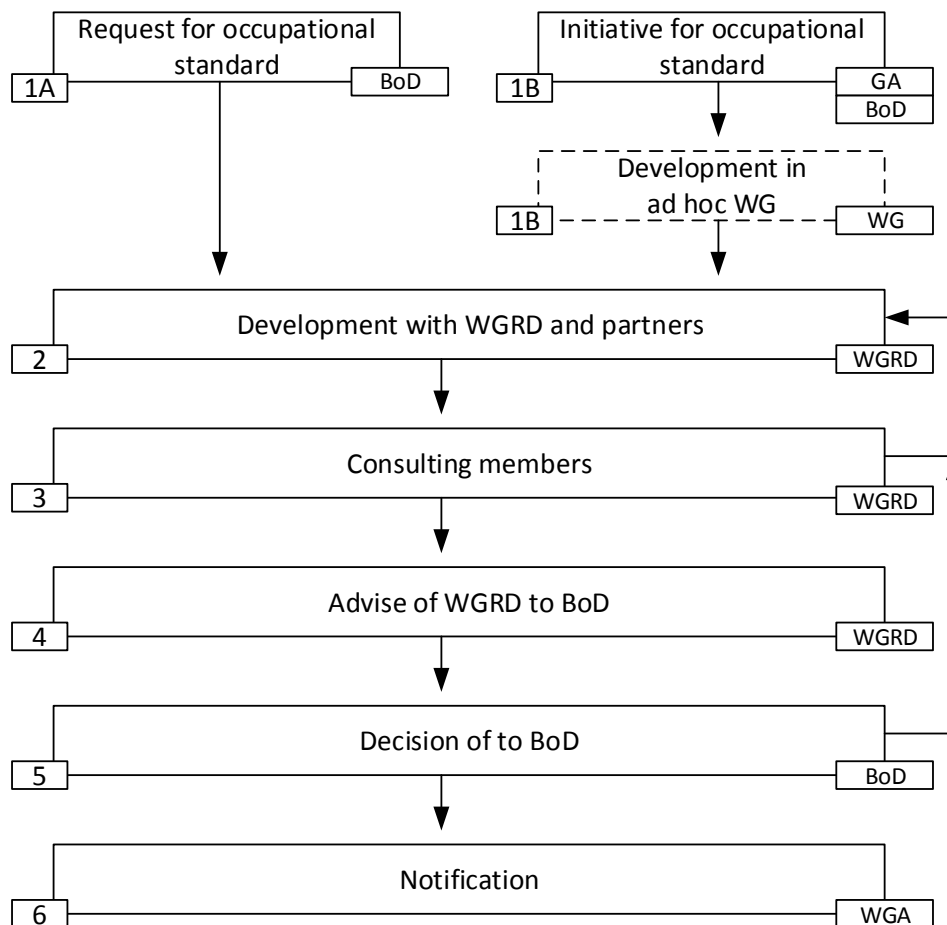 Request for occupational
standard
1A
BoD
Initiative for occupational
standard
1B
GA
BoD
Development in
ad hoc WG
1B
WG
Development with WGRD and partners
2
WGRD
Consulting members
3
WGRD
Advise of WGRD to BoD
4
WGRD
Decision of to BoD
5
BoD
Notification
6
WGA